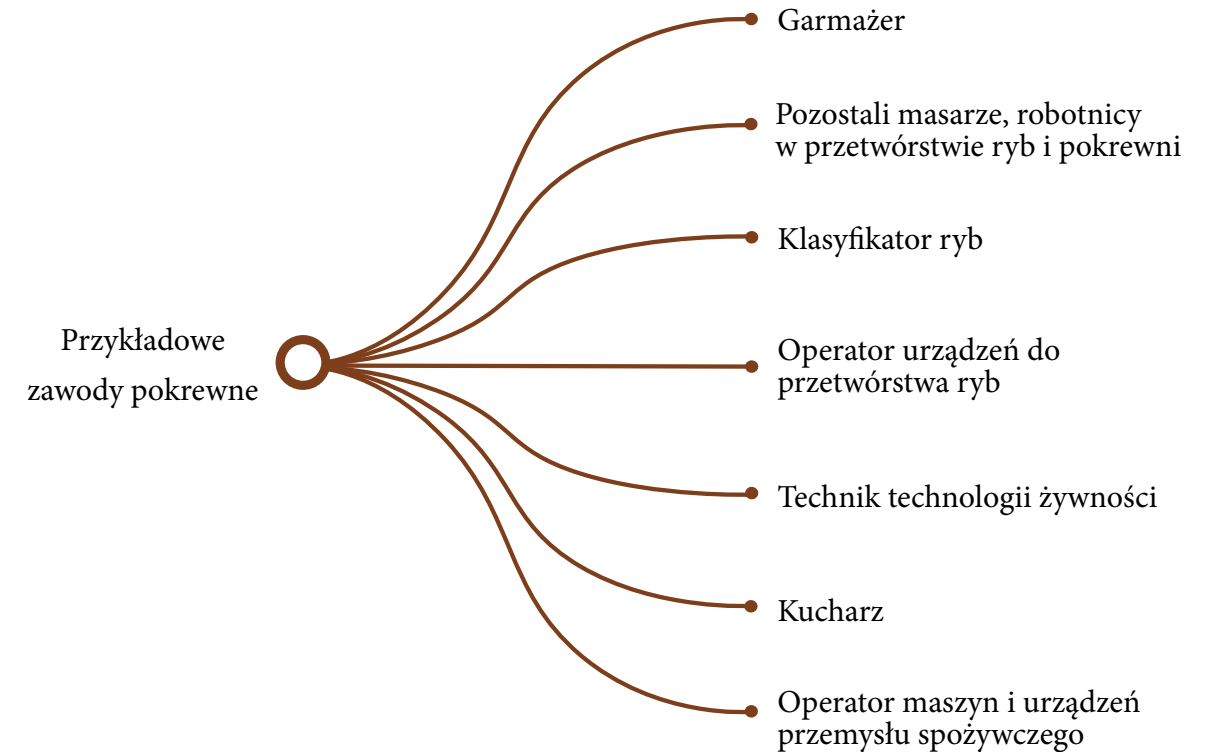 Garmażer
Pozostali masarze, robotnicy
w przetwórstwie ryb i pokrewni
Klasyfikator ryb
Przykładowe
zawody pokrewne
Operator urządzeń do
przetwórstwa ryb
Technik technologii żywności
Kucharz
Operator maszyn i urządzeń
przemysłu spożywczego